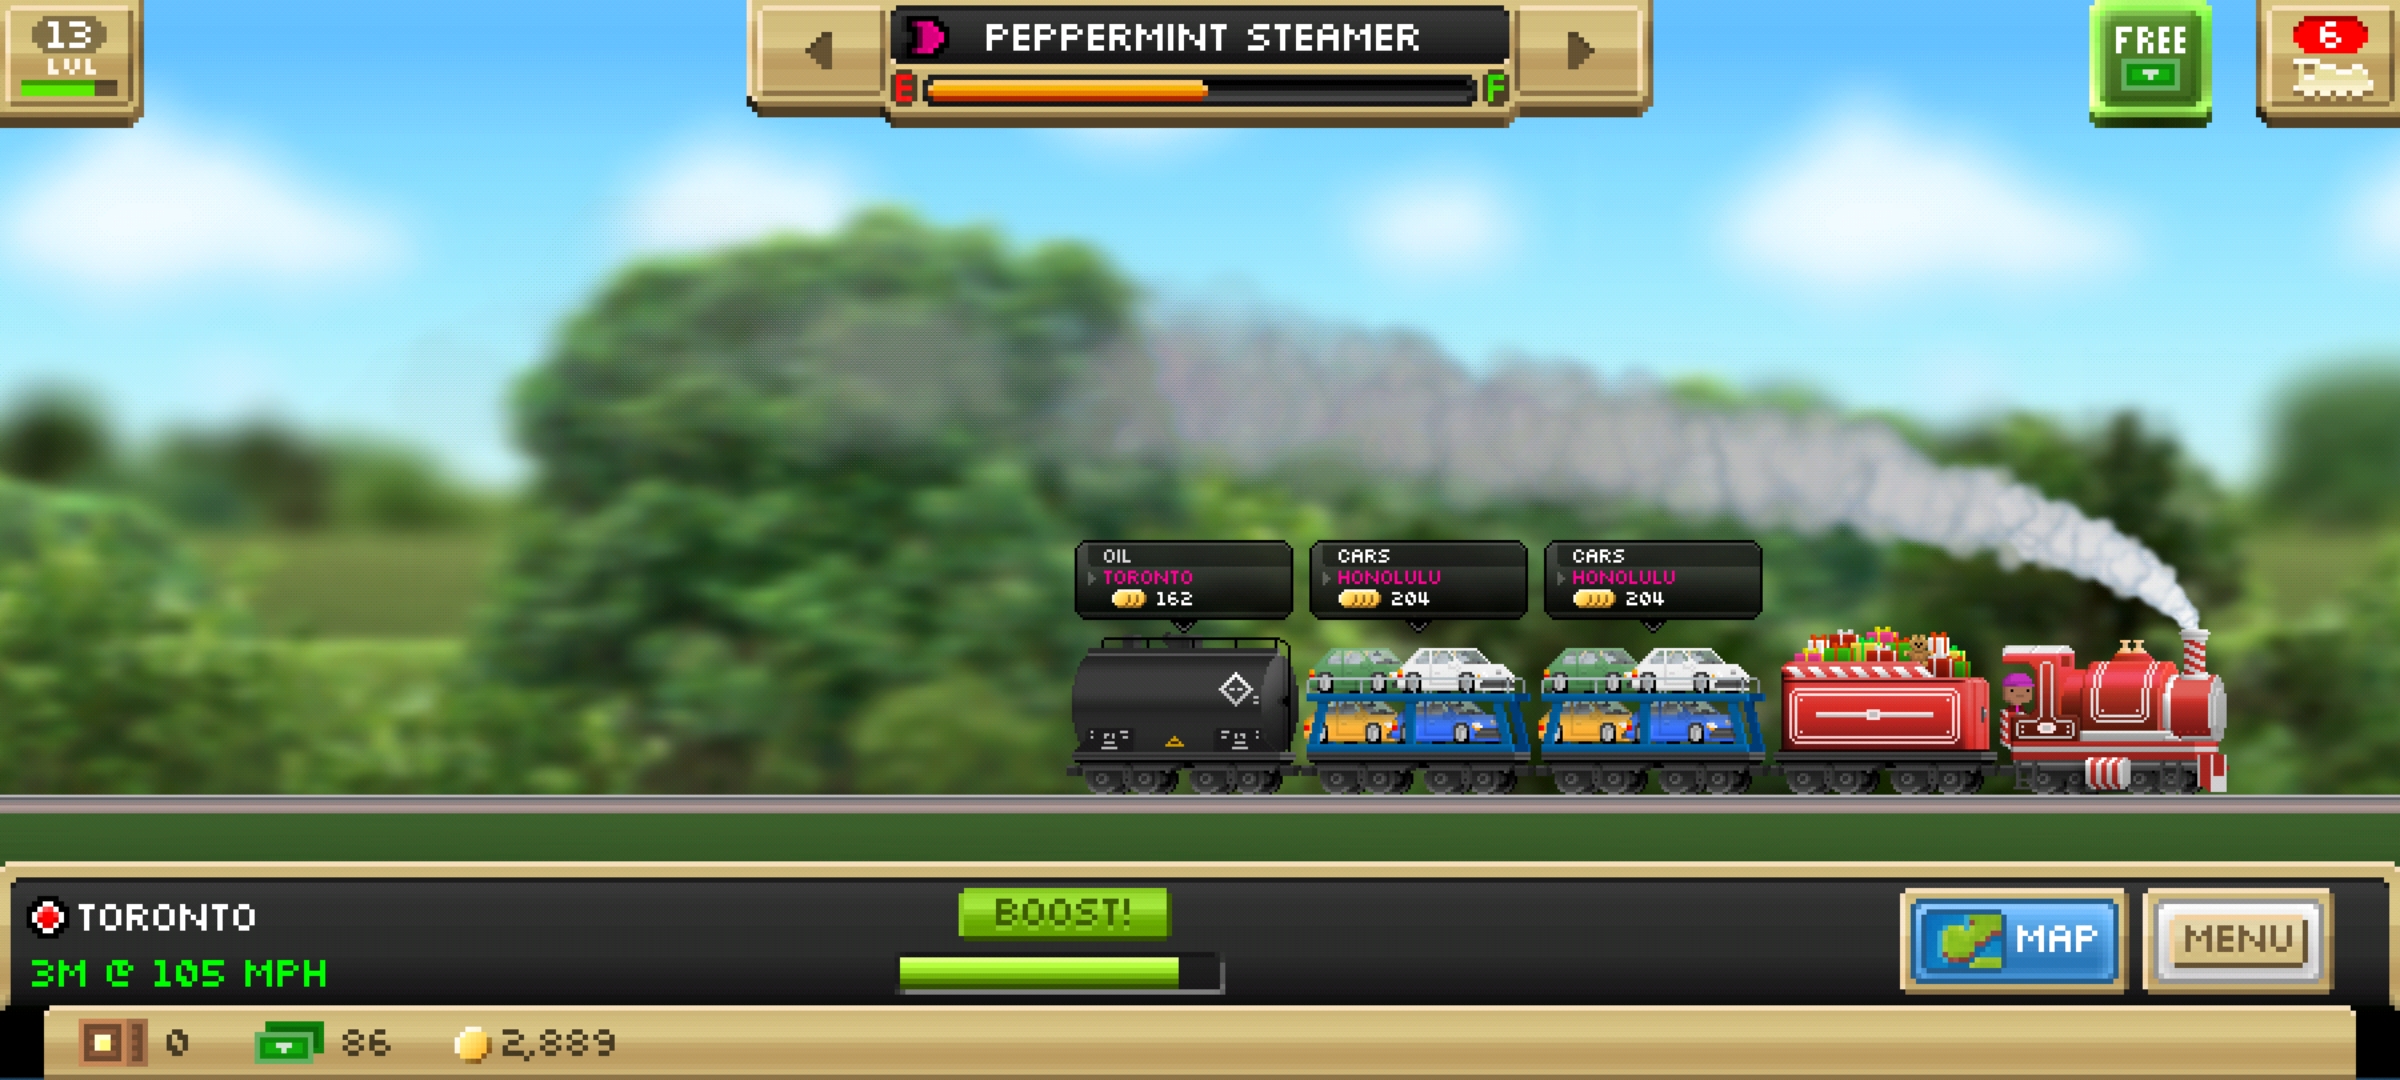 13
LVL
PEPPERMINT STEAMER
E F
FREE
6
OIL
TORONTO
162
CARS
HONOLULU
204
CARS
HONOLULU
204
TORONTO
3M @ 105 MPH
BOOST!
MAP
MENU
0 86 2,889